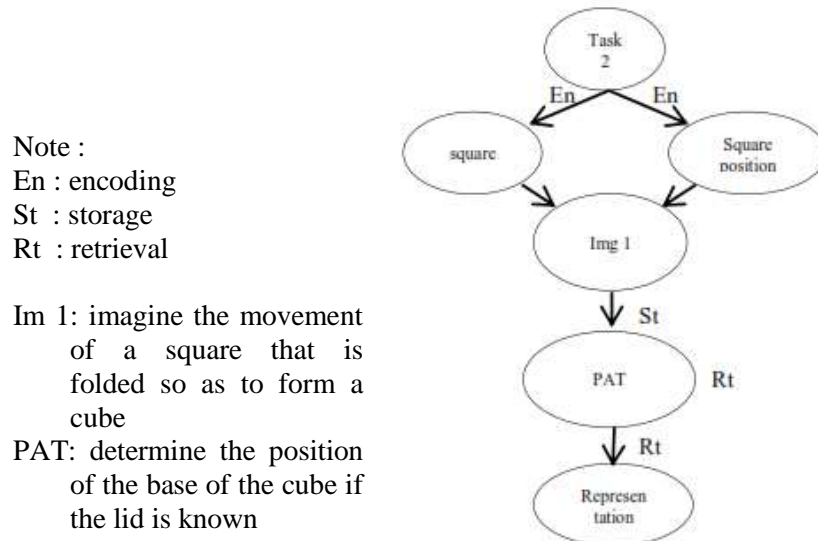 Note :
En : encoding
St : storage
Rt : retrieval
Im 1: imagine the movement
of a square that is
folded so as to form a
cube
PAT: determine the position
of the base of the cube if
the lid is known
Task
2
En
En
square
Square
position
Img 1
St
PAT
Rt
Rt
Represen
tation